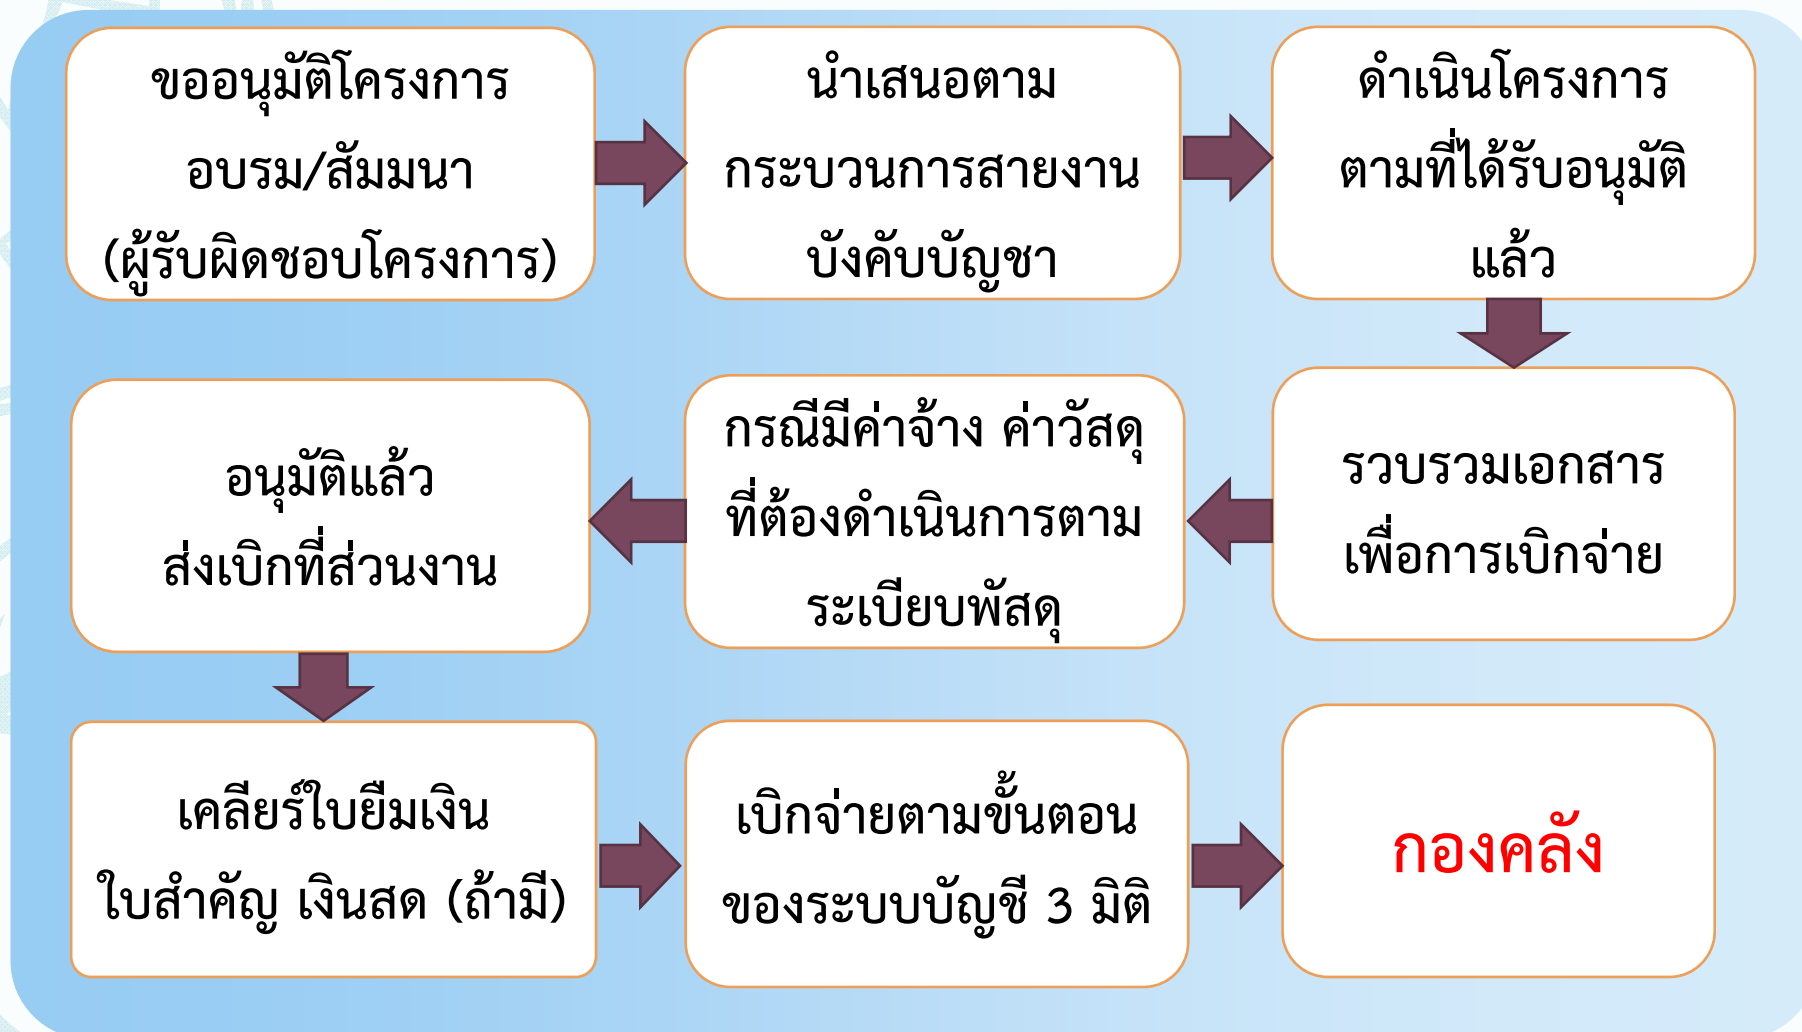 ขออนุมัติโครงการ
อบรม/สัมมนา
(ผู้รับผิดชอบโครงการ)
นำเสนอตาม
กระบวนการสายงาน
บังคับบัญชา
ดำเนินโครงการ
ตามที่ได้รับอนุมัติ
แล้ว
รวบรวมเอกสาร
เพื่อการเบิกจ่าย
กรณีมีค่าจ้าง ค่าวัสดุ
ที่ต้องดำเนินการตาม
ระเบียบพัสดุ
อนุมัติแล้ว
ส่งเบิกที่ส่วนงาน
เคลียร์ใบยืมเงิน
ใบสำคัญ เงินสด (ถ้ามี)
เบิกจ่ายตามขั้นตอน
ของระบบบัญชี 3 มิติ
กองคลัง